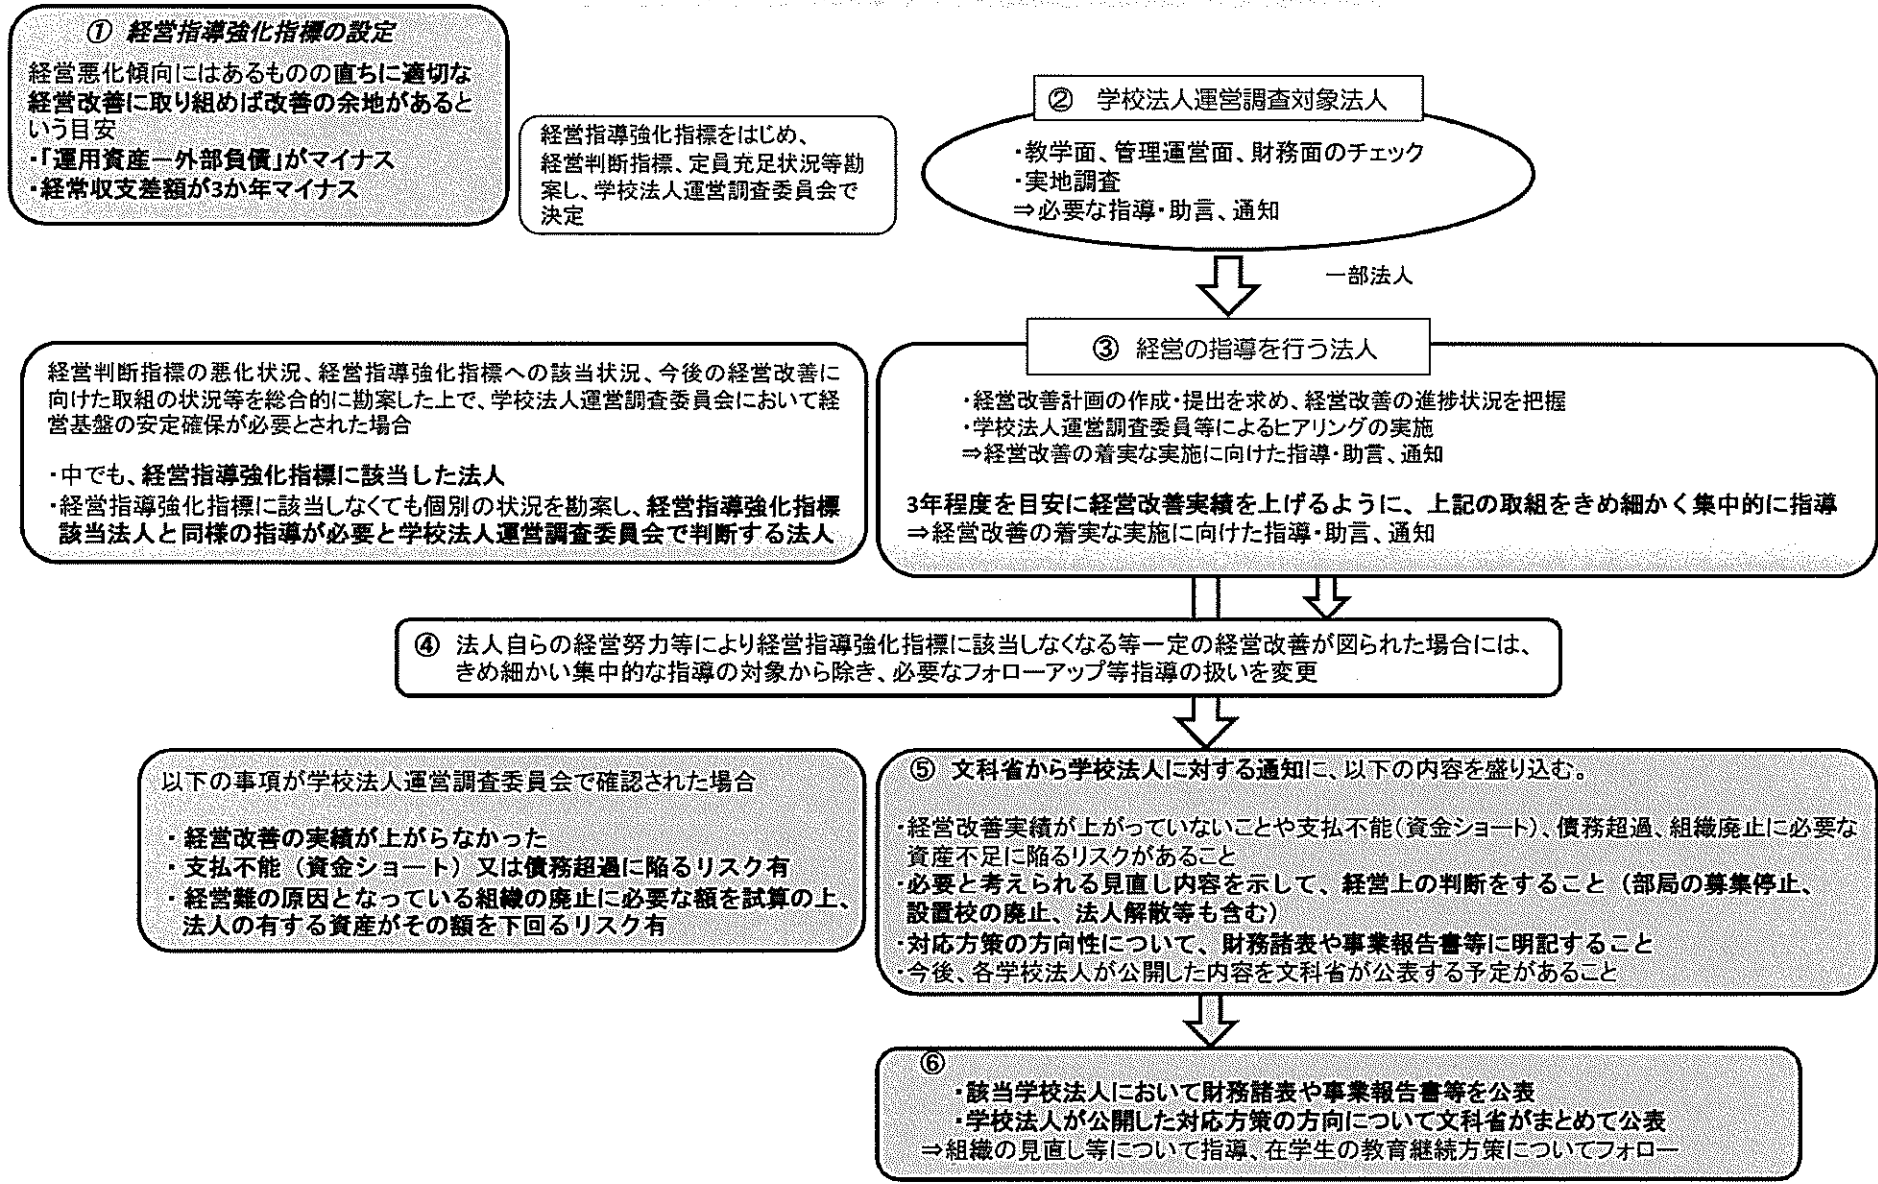 ① 経営指導強化指標の設定
経営悪化傾向にはあるものの直ちに適切な
経営改善に取り組めば改善の余地があると
いう目安
・「運用資産－外部負債」がマイナス
・経常収支差額が3か年マイナス
経営指導強化指標をはじめ、
経営判断指標、定員充足状況等勘
案し、学校法人運営調査委員会で
決定
② 学校法人運営調査対象法人
・教学面、管理運営面、財務面のチェック
・実地調査
⇒必要な指導・助言、通知
一部法人
経営判断指標の悪化状況、経営指導強化指標への該当状況、今後の経営改善に
向けた取組の状況等を総合的に勘案した上で、学校法人運営調査委員会において経
営基盤の安定確保が必要とされた場合
・中でも、経営指導強化指標に該当した法人
・経営指導強化指標に該当しなくても個別の状況を勘案し、経営指導強化指標
該当法人と同様の指導が必要と学校法人運営調査委員会で判断する法人
③ 経営の指導を行う法人
・経営改善計画の作成・提出を求め、経営改善の進捗状況を把握
・学校法人運営調査委員等によるヒアリングの実施
⇒経営改善の着実な実施に向けた指導・助言、通知
3年程度を目安に経営改善実績を上げるように、上記の取組をきめ細かく集中的に指導
⇒経営改善の着実な実施に向けた指導・助言、通知
④ 法人自らの経営努力等により経営指導強化指標に該当しなくなる等一定の経営改善が図られた場合には、
きめ細かい集中的な指導の対象から除き、必要なフォローアップ等指導の扱いを変更
以下の事項が学校法人運営調査委員会で確認された場合
・経営改善の実績が上がらなかった
・支払不能（資金ショート）又は債務超過に陥るリスク有
・経営難の原因となっている組織の廃止に必要な額を試算の上、
法人の有する資産がその額を下回るリスク有
⑤ 文科省から学校法人に対する通知に、以下の内容を盛り込む。
・経営改善実績が上がっていないことや支払不能（資金ショート）、債務超過、組織廃止に必要な
資産不足に陥るリスクがあること
・必要と考えられる見直し内容を示して、経営上の判断をすること（部局の募集停止、
設置校の廃止、法人解散等も含む）
・対応方策の方向性について、財務諸表や事業報告書等に明記すること
・今後、各学校法人が公開した内容を文科省が公表する予定があること
⑥
・該当学校法人において財務諸表や事業報告書等を公表
・学校法人が公開した対応方策の方向について文科省がまとめて公表
⇒組織の見直し等について指導、在学生の教育継続方策についてフォロー